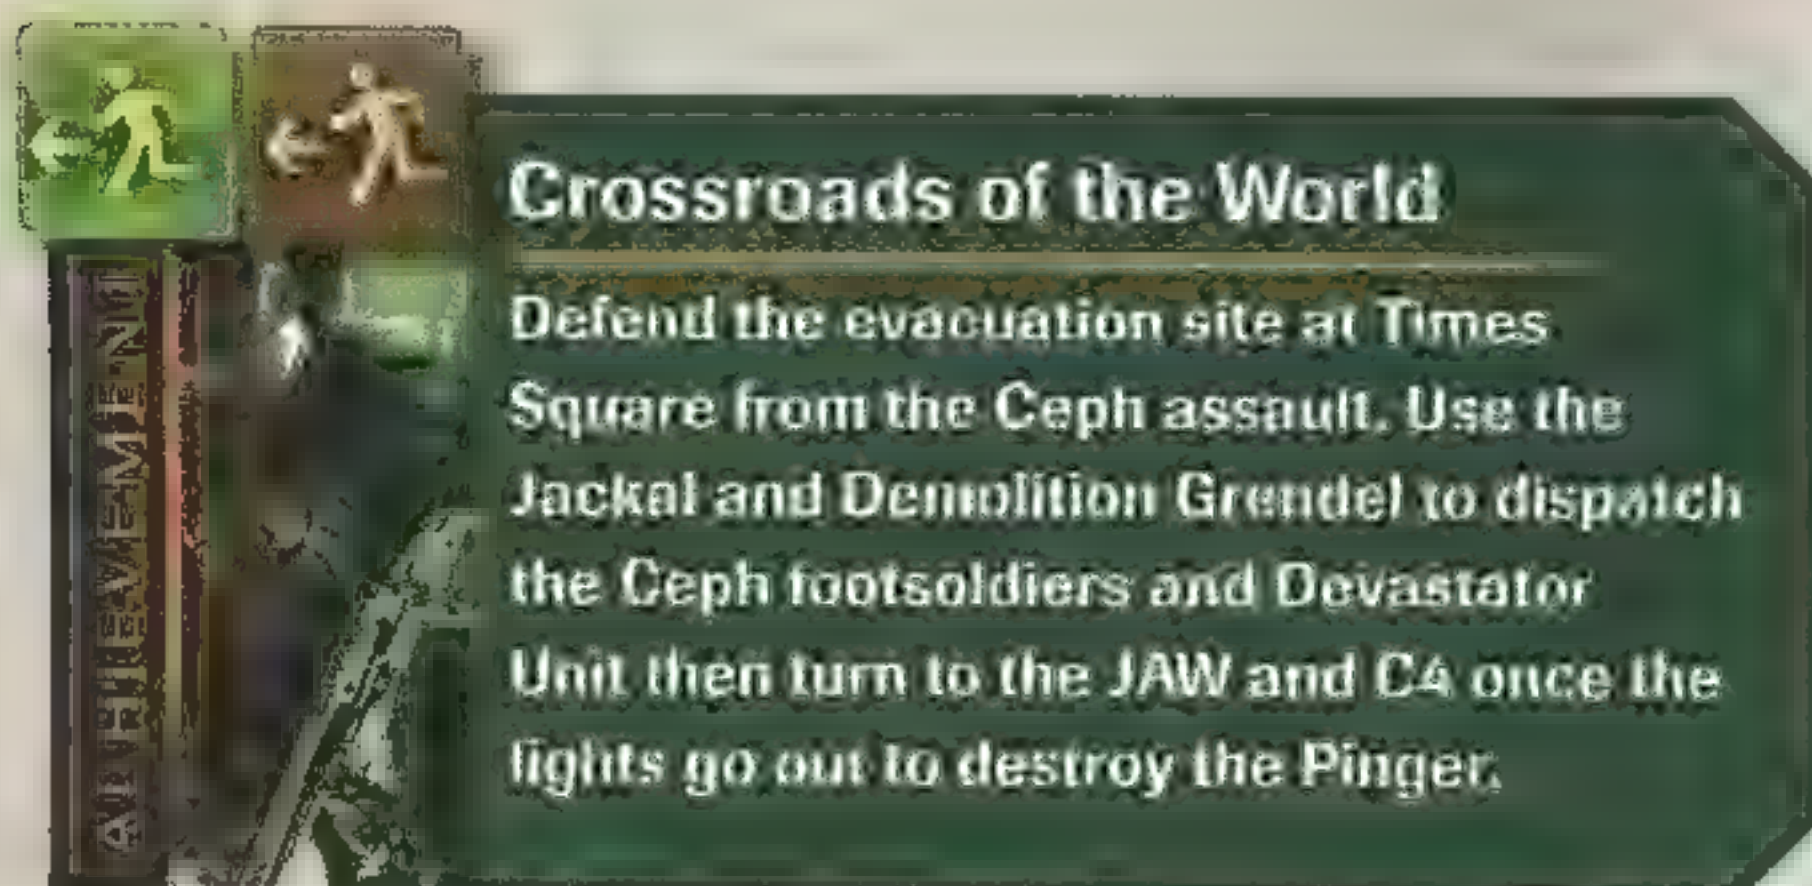 Crossroads of the World
Defend the evacuation site at Times
Square from the Ceph assault. Use the
Jackal and Demolition Grendel to dispatch
the Ceph footsoldiers and Devastator
Unit then turn to the JAW and C4 once the
lights go out to destroy the Pinger.
ACHIEVEMENT